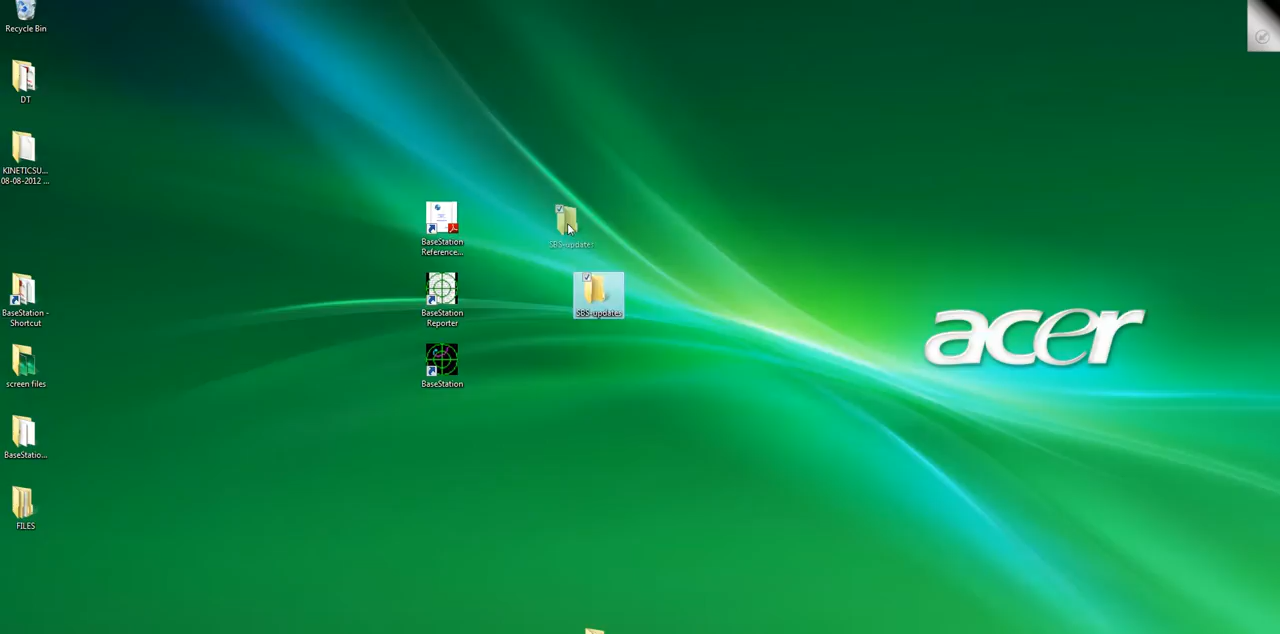 Recycle Bin
DT
KINETICSU...
08-08-2012 ...
BaseStation -
Shortcut
screen files
BaseStatio...
FILES
BaseStation
Reference...
BaseStation
Reporter
BaseStation
SBS-updates
SBS-updates
acer